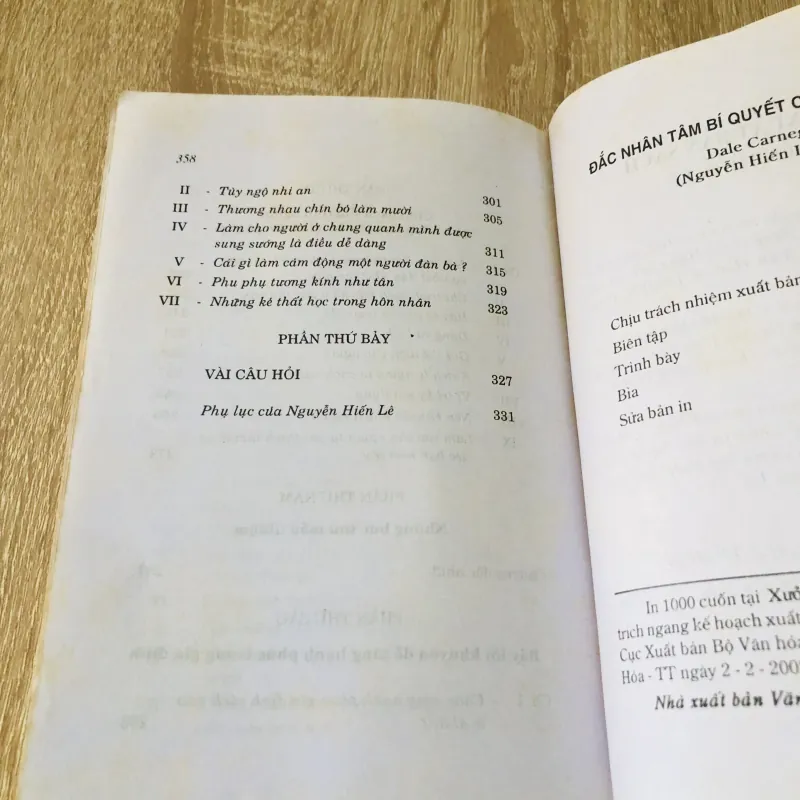 358
II - Tùy ngộ nhi an 301
III - Thương nhau chín bỏ làm mười 305
IV - Làm cho người ở chung quanh mình được
sung sướng là điều dễ dàng 311
V - Cái gì làm cảm động một người đàn bà ? 315
VI - Phu phụ tương kính như tân 319
VII - Những kẻ thất học trong hôn nhân 323
PHẦN THỨ BẢY
VÀI CÂU HỎI 327
Phụ lục của Nguyễn Hiến Lê 331
ĐẮC NHÂN TÂM BÍ QUYẾT
Dale Carneg
(Nguyễn Hiến
Chịu trách nhiệm xuất bản
Biên tập
Trình bày
Bìa
Sửa bản in
In 1000 cuốn tại Xưở
trích ngang kế hoạch xuất
Cục Xuất bản Bộ Văn hóa
Hóa - TT ngày 2 - 2 - 200
Nhà xuất bản Văn